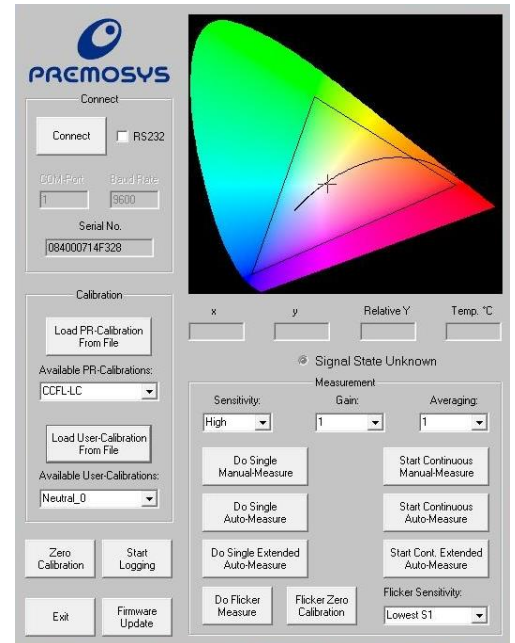 PREMOSYS
Connect
Connect
RS232
COM-Port
Baud Rate
1
9600
Serial No.
084000714F328
Calibration
Load PR-Calibration
From File
Available PR-Calibrations:
CCFL-LC
Load User-Calibration
From File
Available User-Calibrations:
Neutral_0
Zero
Calibration
Start
Logging
Exit
Firmware
Update
x
y
Relative Y
Temp. °C
Signal State Unknown
Measurement
Sensitivity:
Gain:
Averaging:
High
1
1
Do Single
Manual-Measure
Start Continuous
Manual-Measure
Do Single
Auto-Measure
Start Continuous
Auto-Measure
Do Single Extended
Auto-Measure
Start Cont. Extended
Auto-Measure
Do Flicker
Measure
Flicker Zero
Calibration
Flicker Sensitivity:
Lowest S1